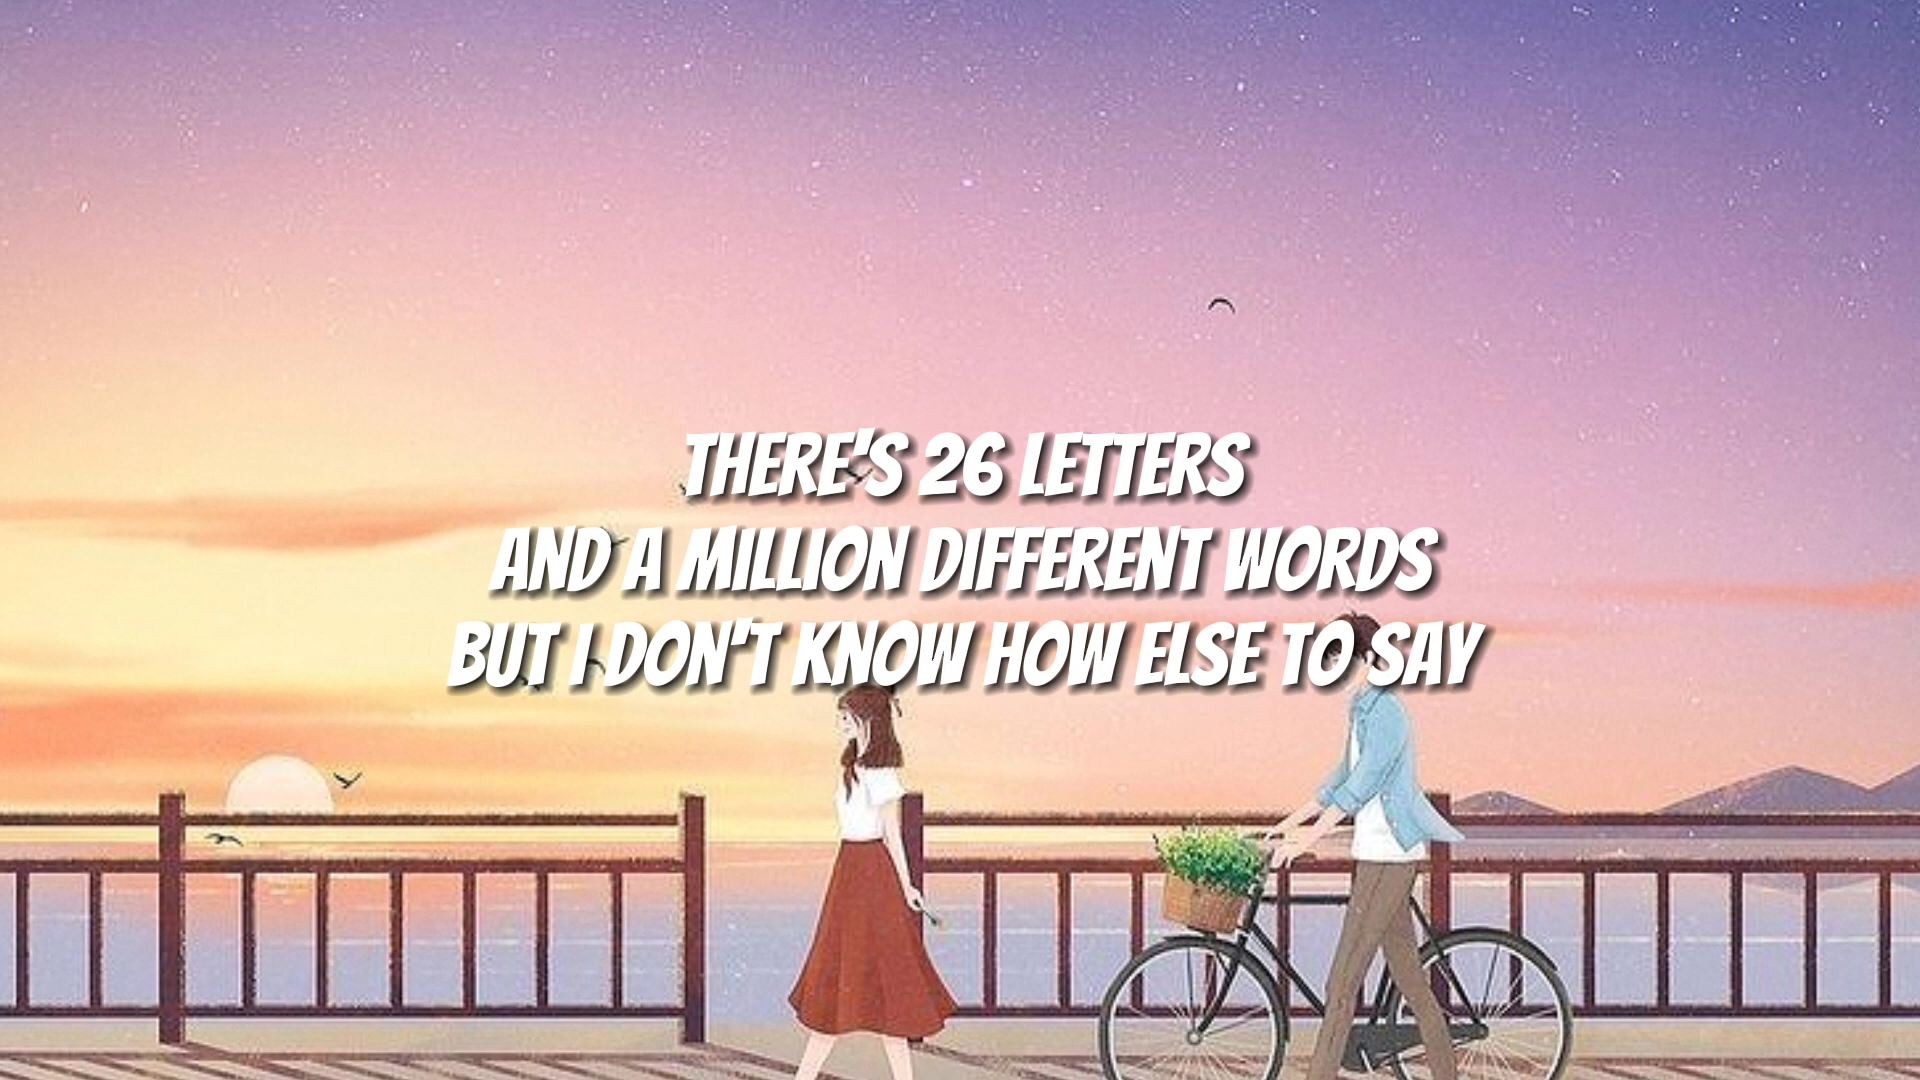 THERE'S 26 LETTERS
AND A MILLION DIFFERENT WORDS
BUT I DON'T KNOW HOW ELSE TO SAY